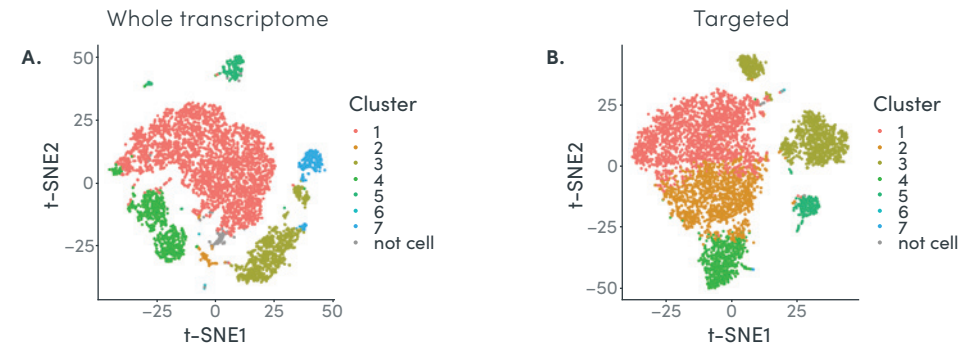 Whole transcriptome
Targeted
A.
50
25
0
−25
t-SNE2
−25 0 25 50
t-SNE1
Cluster
1
2
3
4
5
6
7
not cell
B.
25
0
−25
−50
t-SNE2
−25 0 25
t-SNE1
Cluster
1
2
3
4
5
6
7
not cell